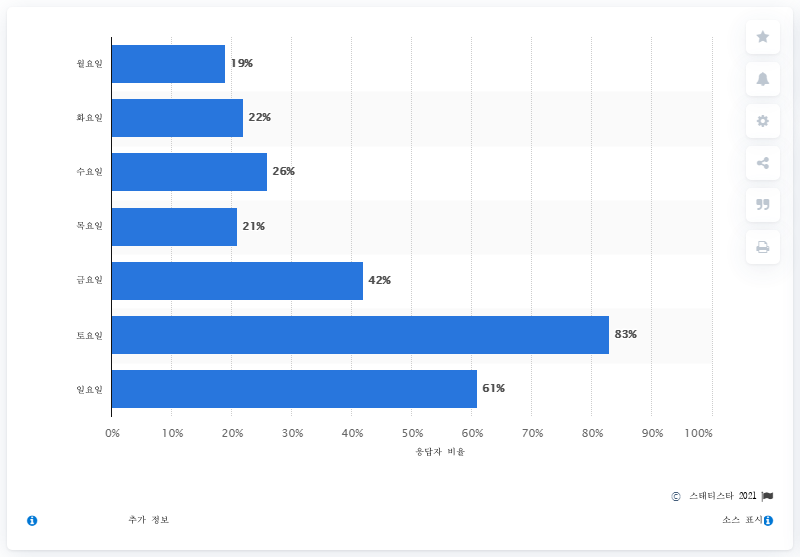 월요일 19%
화요일 22%
수요일 26%
목요일 21%
금요일 42%
토요일 83%
일요일 61%
0% 10% 20% 30% 40% 50% 60% 70% 80% 90% 100%
응답자 비율
© 스태티스타 2021
추가 정보 소스 표시